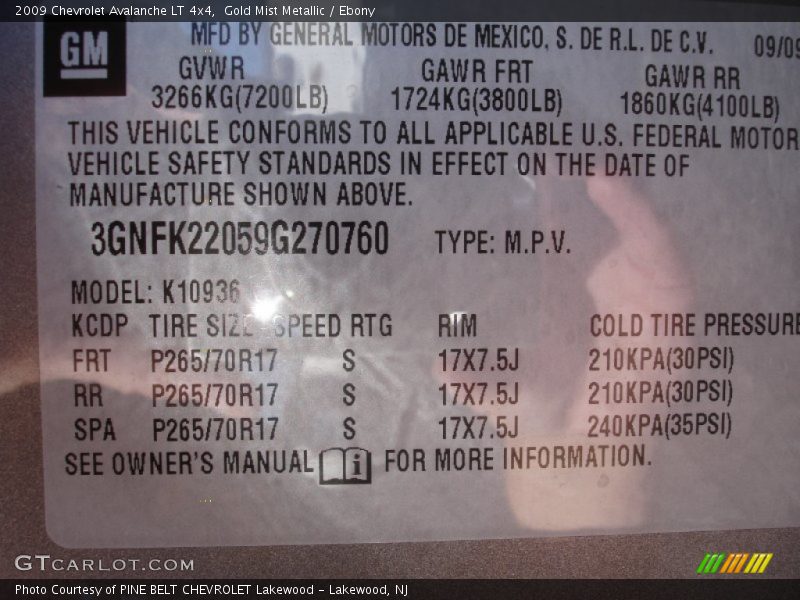 2009 Chevrolet Avalanche LT 4x4, Gold Mist Metallic / Ebony
GM
MFD BY GENERAL MOTORS DE MEXICO, S. DE R.L. DE C.V. 09/09
GVWR GAWR FRT GAWR RR
3266KG(7200LB) 1724KG(3800LB) 1860KG(4100LB)
THIS VEHICLE CONFORMS TO ALL APPLICABLE U.S. FEDERAL MOTOR
VEHICLE SAFETY STANDARDS IN EFFECT ON THE DATE OF
MANUFACTURE SHOWN ABOVE.
3GNFK22059G270760 TYPE: M.P.V.
MODEL: K10936
KCDP TIRE SIZE SPEED RTG RIM COLD TIRE PRESSURE
FRT P265/70R17 S 17X7.5J 210KPA(30PSI)
RR P265/70R17 S 17X7.5J 210KPA(30PSI)
SPA P265/70R17 S 17X7.5J 240KPA(35PSI)
SEE OWNER'S MANUAL i FOR MORE INFORMATION.
GTCARLOT.COM
Photo Courtesy of PINE BELT CHEVROLET Lakewood - Lakewood, NJ